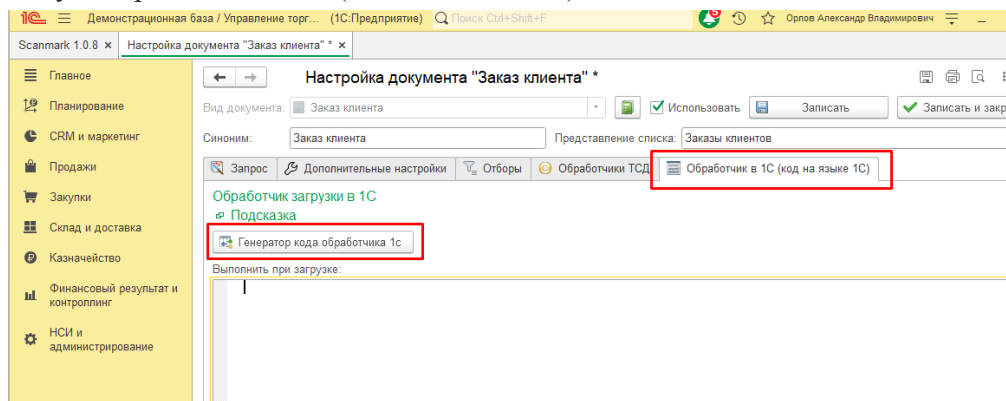 Демонстрационная база / Управление торг... (1С:Предприятие) Поиск Ctrl+Shift+F Орлов Александр Владимирович
Scanmark 1.0.8 × Настройка документа "Заказ клиента" * ×
Главное
Планирование
CRM и маркетинг
Продажи
Закупки
Склад и доставка
Казначейство
Финансовый результат и
контроллинг
НСИ и
администрирование
Настройка документа "Заказ клиента" *
Вид документа: Заказ клиента Использовать Записать Записать и закр
Синоним: Заказ клиента Представление списка: Заказы клиентов
Запрос Дополнительные настройки Отборы Обработчики ТСД Обработчик в 1С (код на языке 1С)
Обработчик загрузки в 1С
Подсказка
Генератор кода обработчика 1с
Выполнить при загрузке: